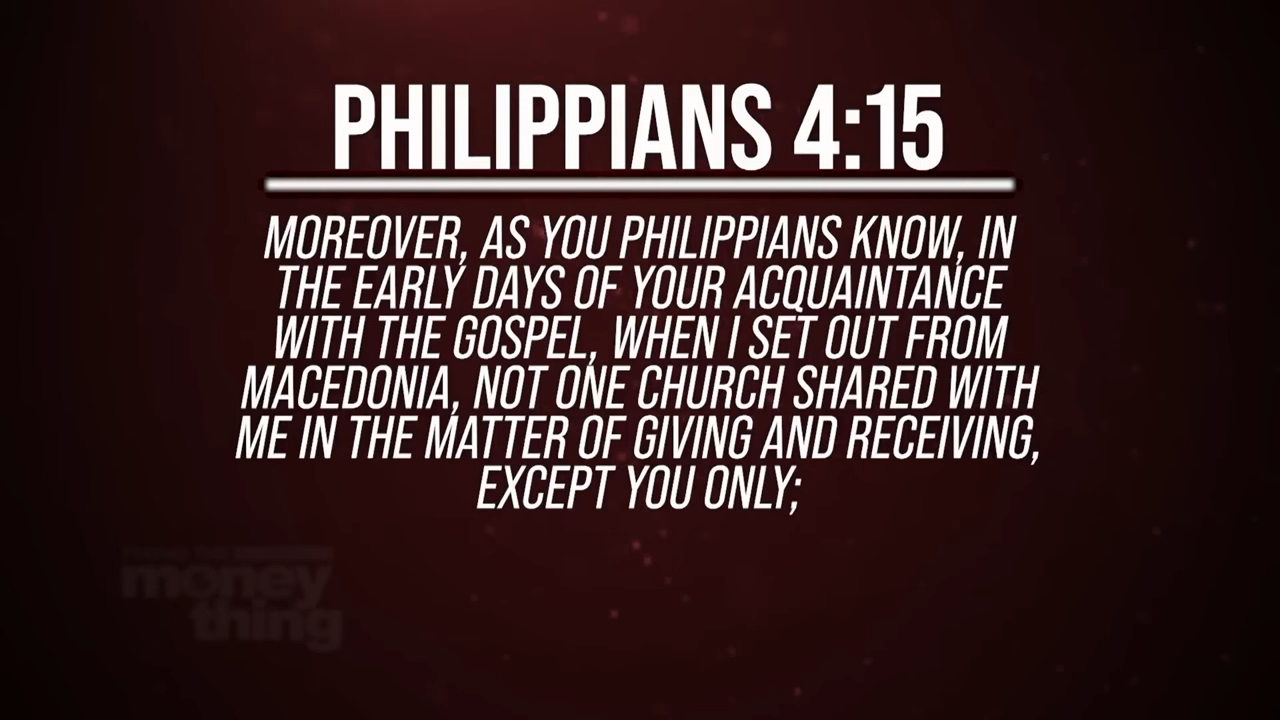 PHILIPPIANS 4:15
MOREOVER, AS YOU PHILIPPIANS KNOW, IN
THE EARLY DAYS OF YOUR ACQUAINTANCE
WITH THE GOSPEL, WHEN I SET OUT FROM
MACEDONIA, NOT ONE CHURCH SHARED WITH
ME IN THE MATTER OF GIVING AND RECEIVING,
EXCEPT YOU ONLY;
money
thing